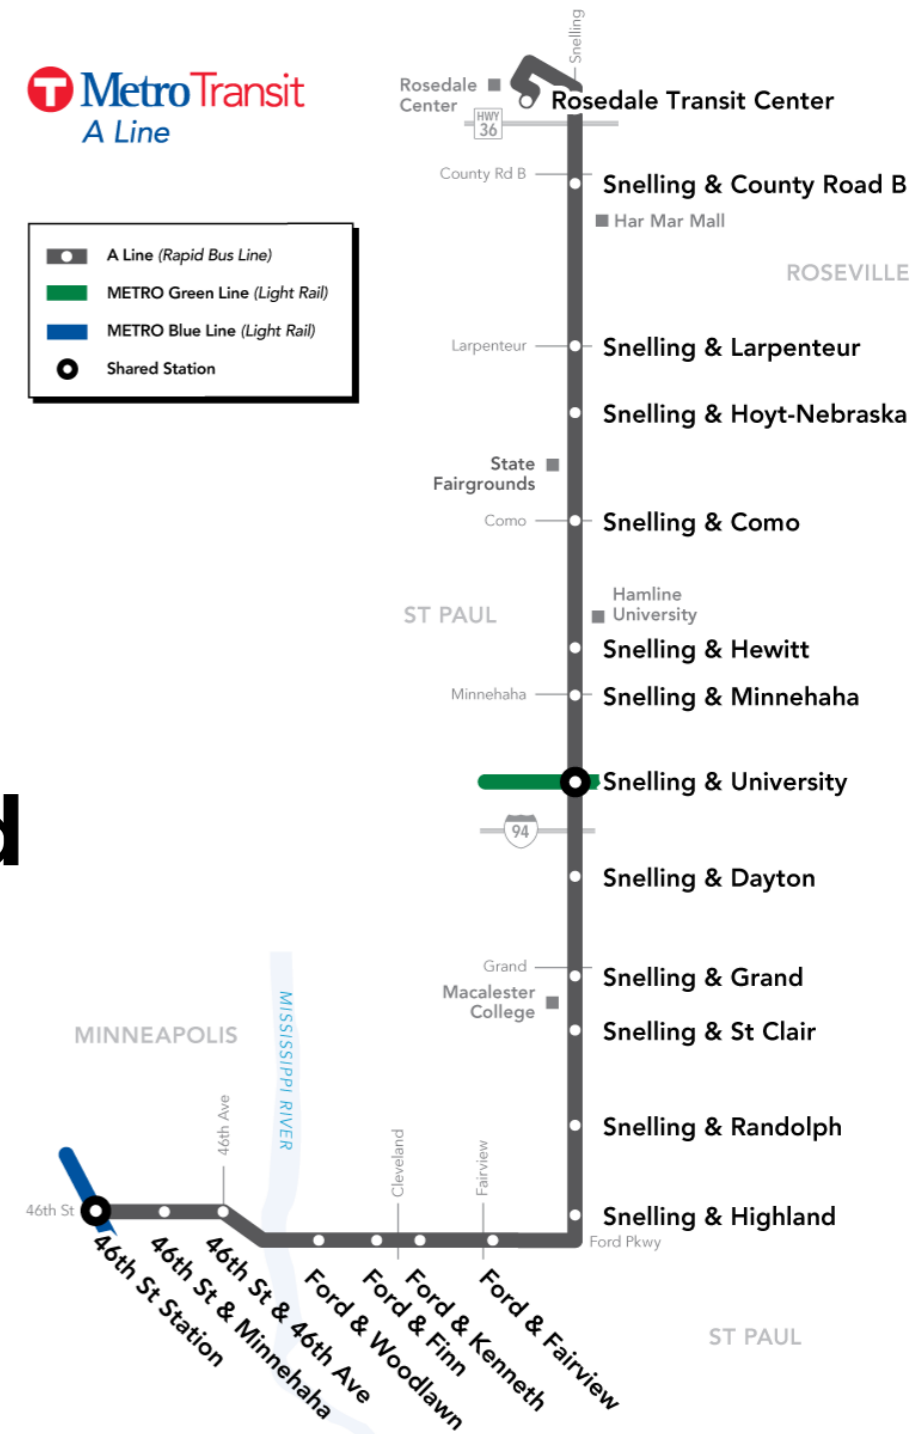 Snelling
T MetroTransit
A Line
Rosedale
Center
Rosedale Transit Center
HWY
36
County Rd B
Snelling & County Road B
Har Mar Mall
ROSEVILLE
A Line (Rapid Bus Line)
METRO Green Line (Light Rail)
METRO Blue Line (Light Rail)
Shared Station
Larpenteur
Snelling & Larpenteur
Snelling & Hoyt-Nebraska
State
Fairgrounds
Como
Snelling & Como
ST PAUL
Hamline
University
Snelling & Hewitt
Minnehaha
Snelling & Minnehaha
Snelling & University
94
d
Snelling & Dayton
Grand
Snelling & Grand
Macalester
College
Snelling & St Clair
MINNEAPOLIS
MISSISSIPPI RIVER
Snelling & Randolph
46th Ave
Cleveland
Fairview
46th St
Snelling & Highland
Ford Pkwy
46th St Station
46th St & Minnehaha
46th St & 46th Ave
Ford & Woodlawn
Ford & Finn
Ford & Kenneth
Ford & Fairview
ST PAUL